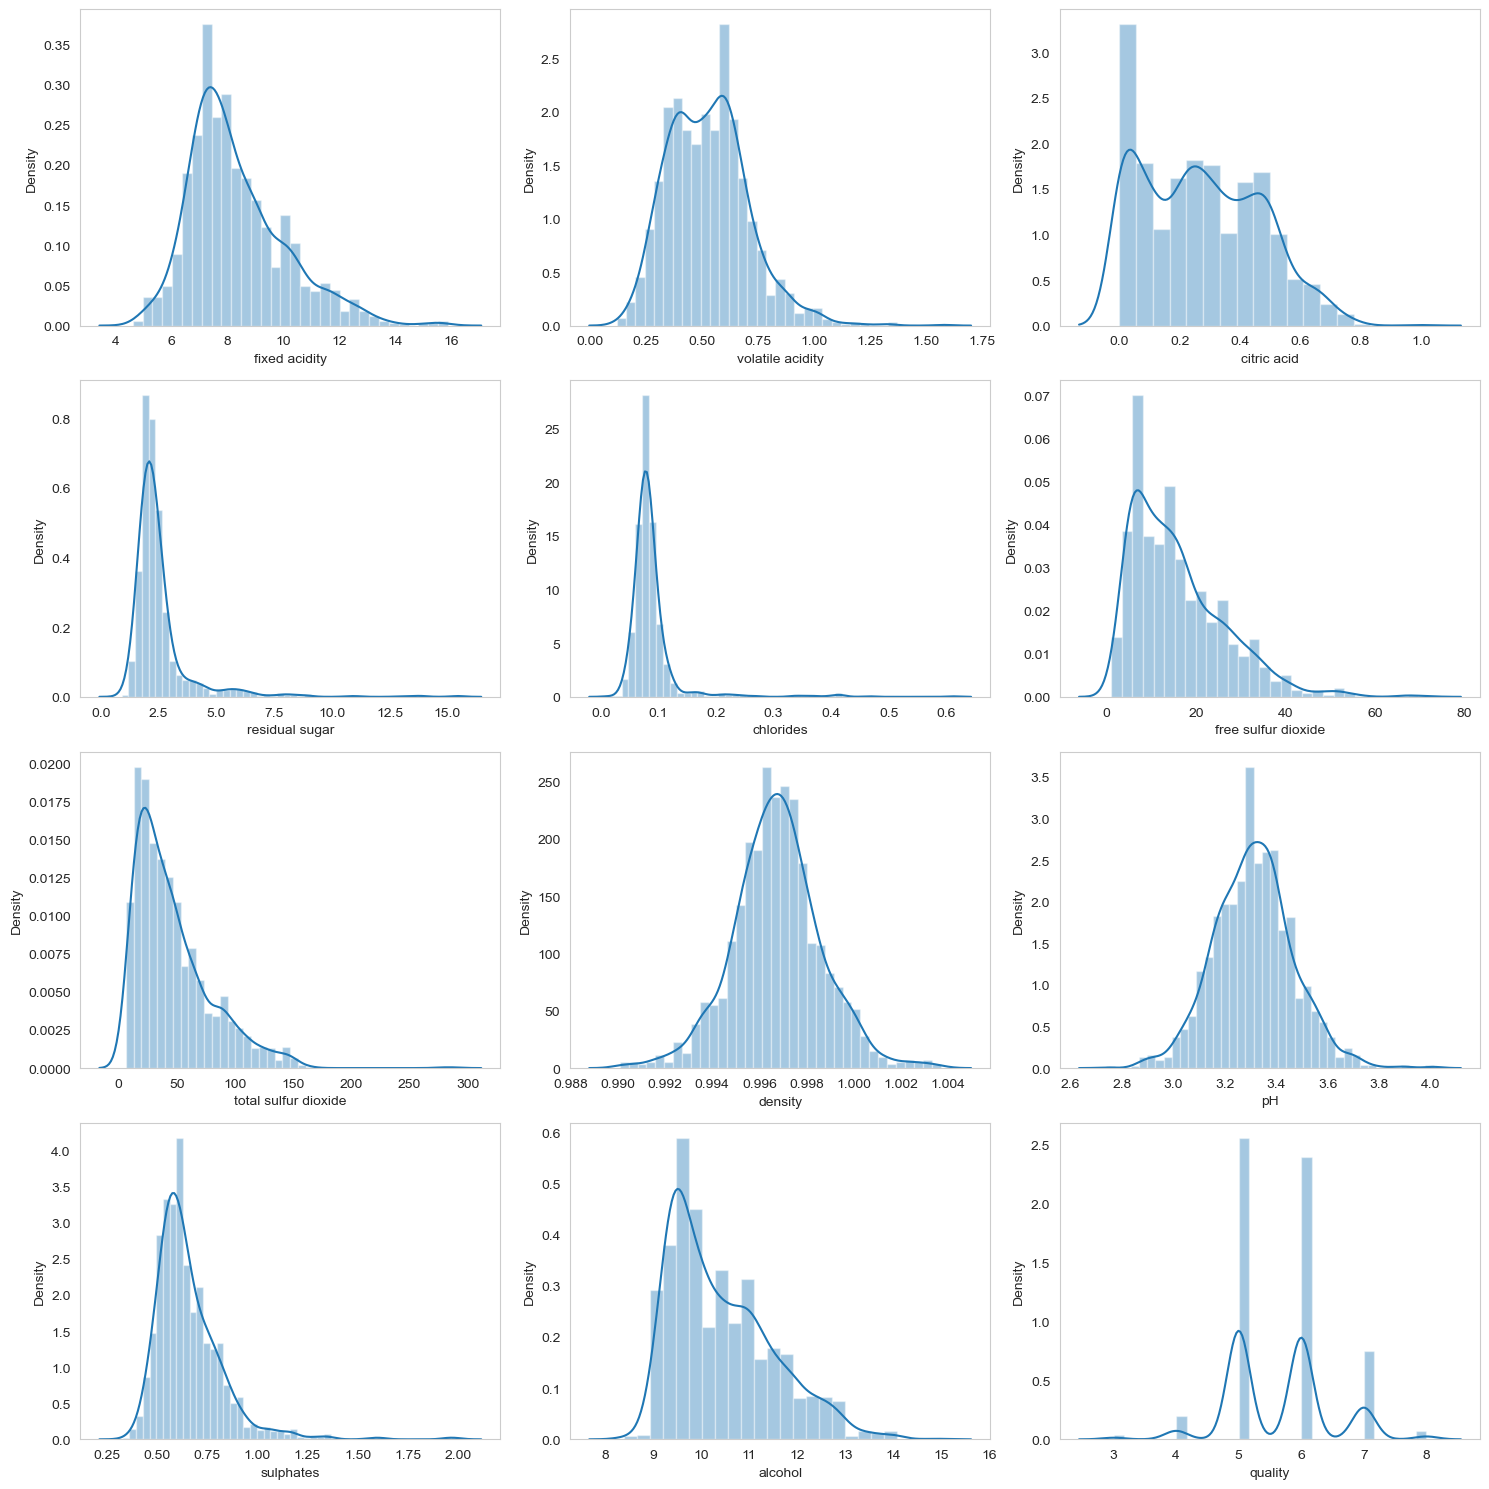 Density
0.35
0.30
0.25
0.20
0.15
0.10
0.05
0.00
4 6 8 10 12 14 16
fixed acidity
Density
2.5
2.0
1.5
1.0
0.5
0.0
0.00 0.25 0.50 0.75 1.00 1.25 1.50 1.75
volatile acidity
Density
3.0
2.5
2.0
1.5
1.0
0.5
0.0
0.0 0.2 0.4 0.6 0.8 1.0
citric acid
Density
0.8
0.6
0.4
0.2
0.0
0.0 2.5 5.0 7.5 10.0 12.5 15.0
residual sugar
Density
25
20
15
10
5
0
0.0 0.1 0.2 0.3 0.4 0.5 0.6
chlorides
Density
0.07
0.06
0.05
0.04
0.03
0.02
0.01
0.00
0 20 40 60 80
free sulfur dioxide
Density
0.0200
0.0175
0.0150
0.0125
0.0100
0.0075
0.0050
0.0025
0.0000
0 50 100 150 200 250 300
total sulfur dioxide
Density
250
200
150
100
50
0
0.988 0.990 0.992 0.994 0.996 0.998 1.000 1.002 1.004
density
Density
3.5
3.0
2.5
2.0
1.5
1.0
0.5
0.0
2.6 2.8 3.0 3.2 3.4 3.6 3.8 4.0
pH
Density
4.0
3.5
3.0
2.5
2.0
1.5
1.0
0.5
0.0
0.25 0.50 0.75 1.00 1.25 1.50 1.75 2.00
sulphates
Density
0.6
0.5
0.4
0.3
0.2
0.1
0.0
8 9 10 11 12 13 14 15 16
alcohol
Density
2.5
2.0
1.5
1.0
0.5
0.0
3 4 5 6 7 8
quality